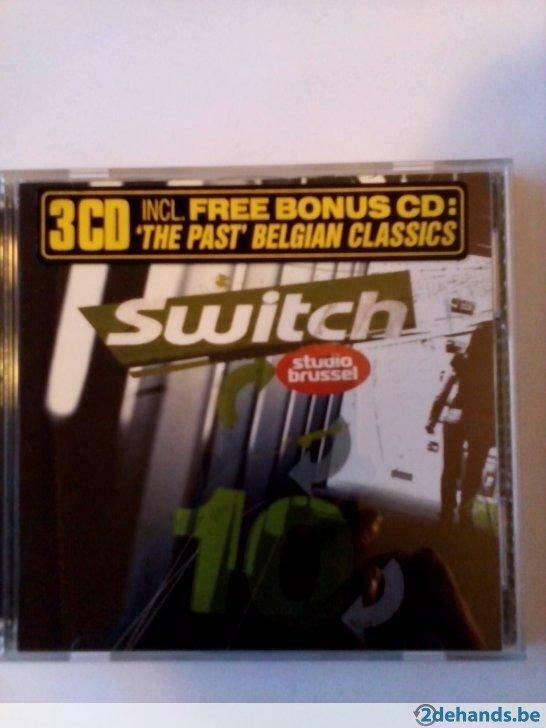 3CD INCL. FREE BONUS CD:
'THE PAST' BELGIAN CLASSICS
switch
studio
brussel
10
2dehands.be